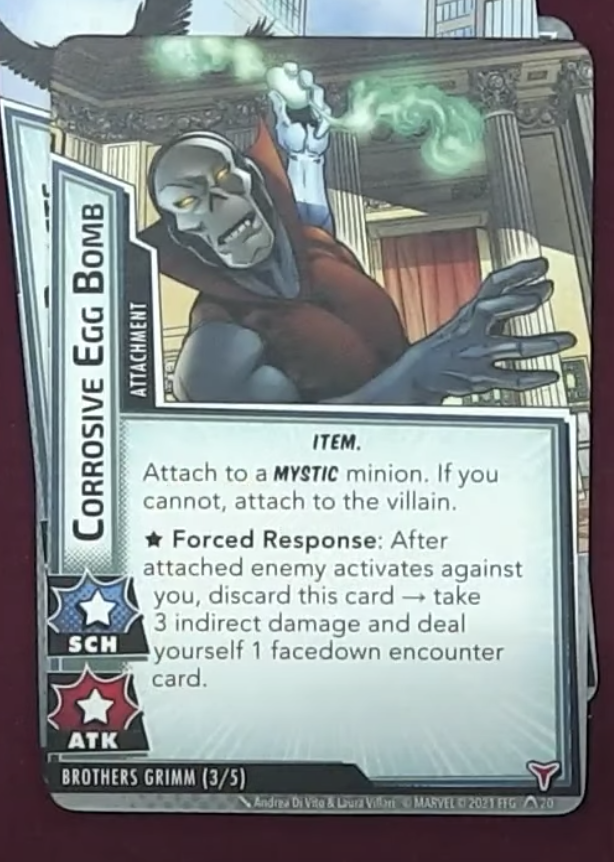 CORROSIVE EGG BOMB
ATTACHMENT
ITEM.
Attach to a MYSTIC minion. If you
cannot, attach to the villain.
★ Forced Response: After
attached enemy activates against
you, discard this card → take
3 indirect damage and deal
yourself 1 facedown encounter
card.
SCH
ATK
BROTHERS GRIMM (3/5)
Andrea Di Vito & Laura Villari © MARVEL © 2021 FFG 20